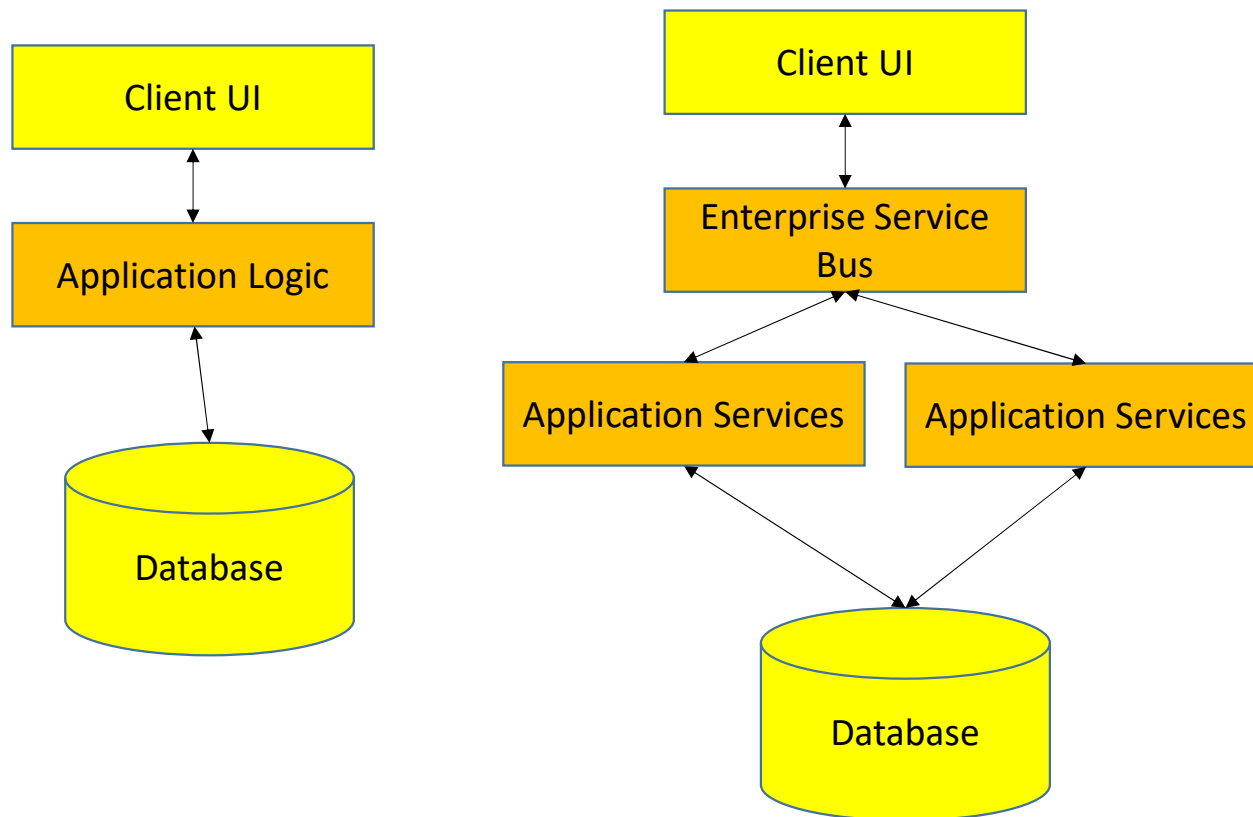 Client UI
Application Logic
Database
Client UI
Enterprise Service
Bus
Application Services
Application Services
Database